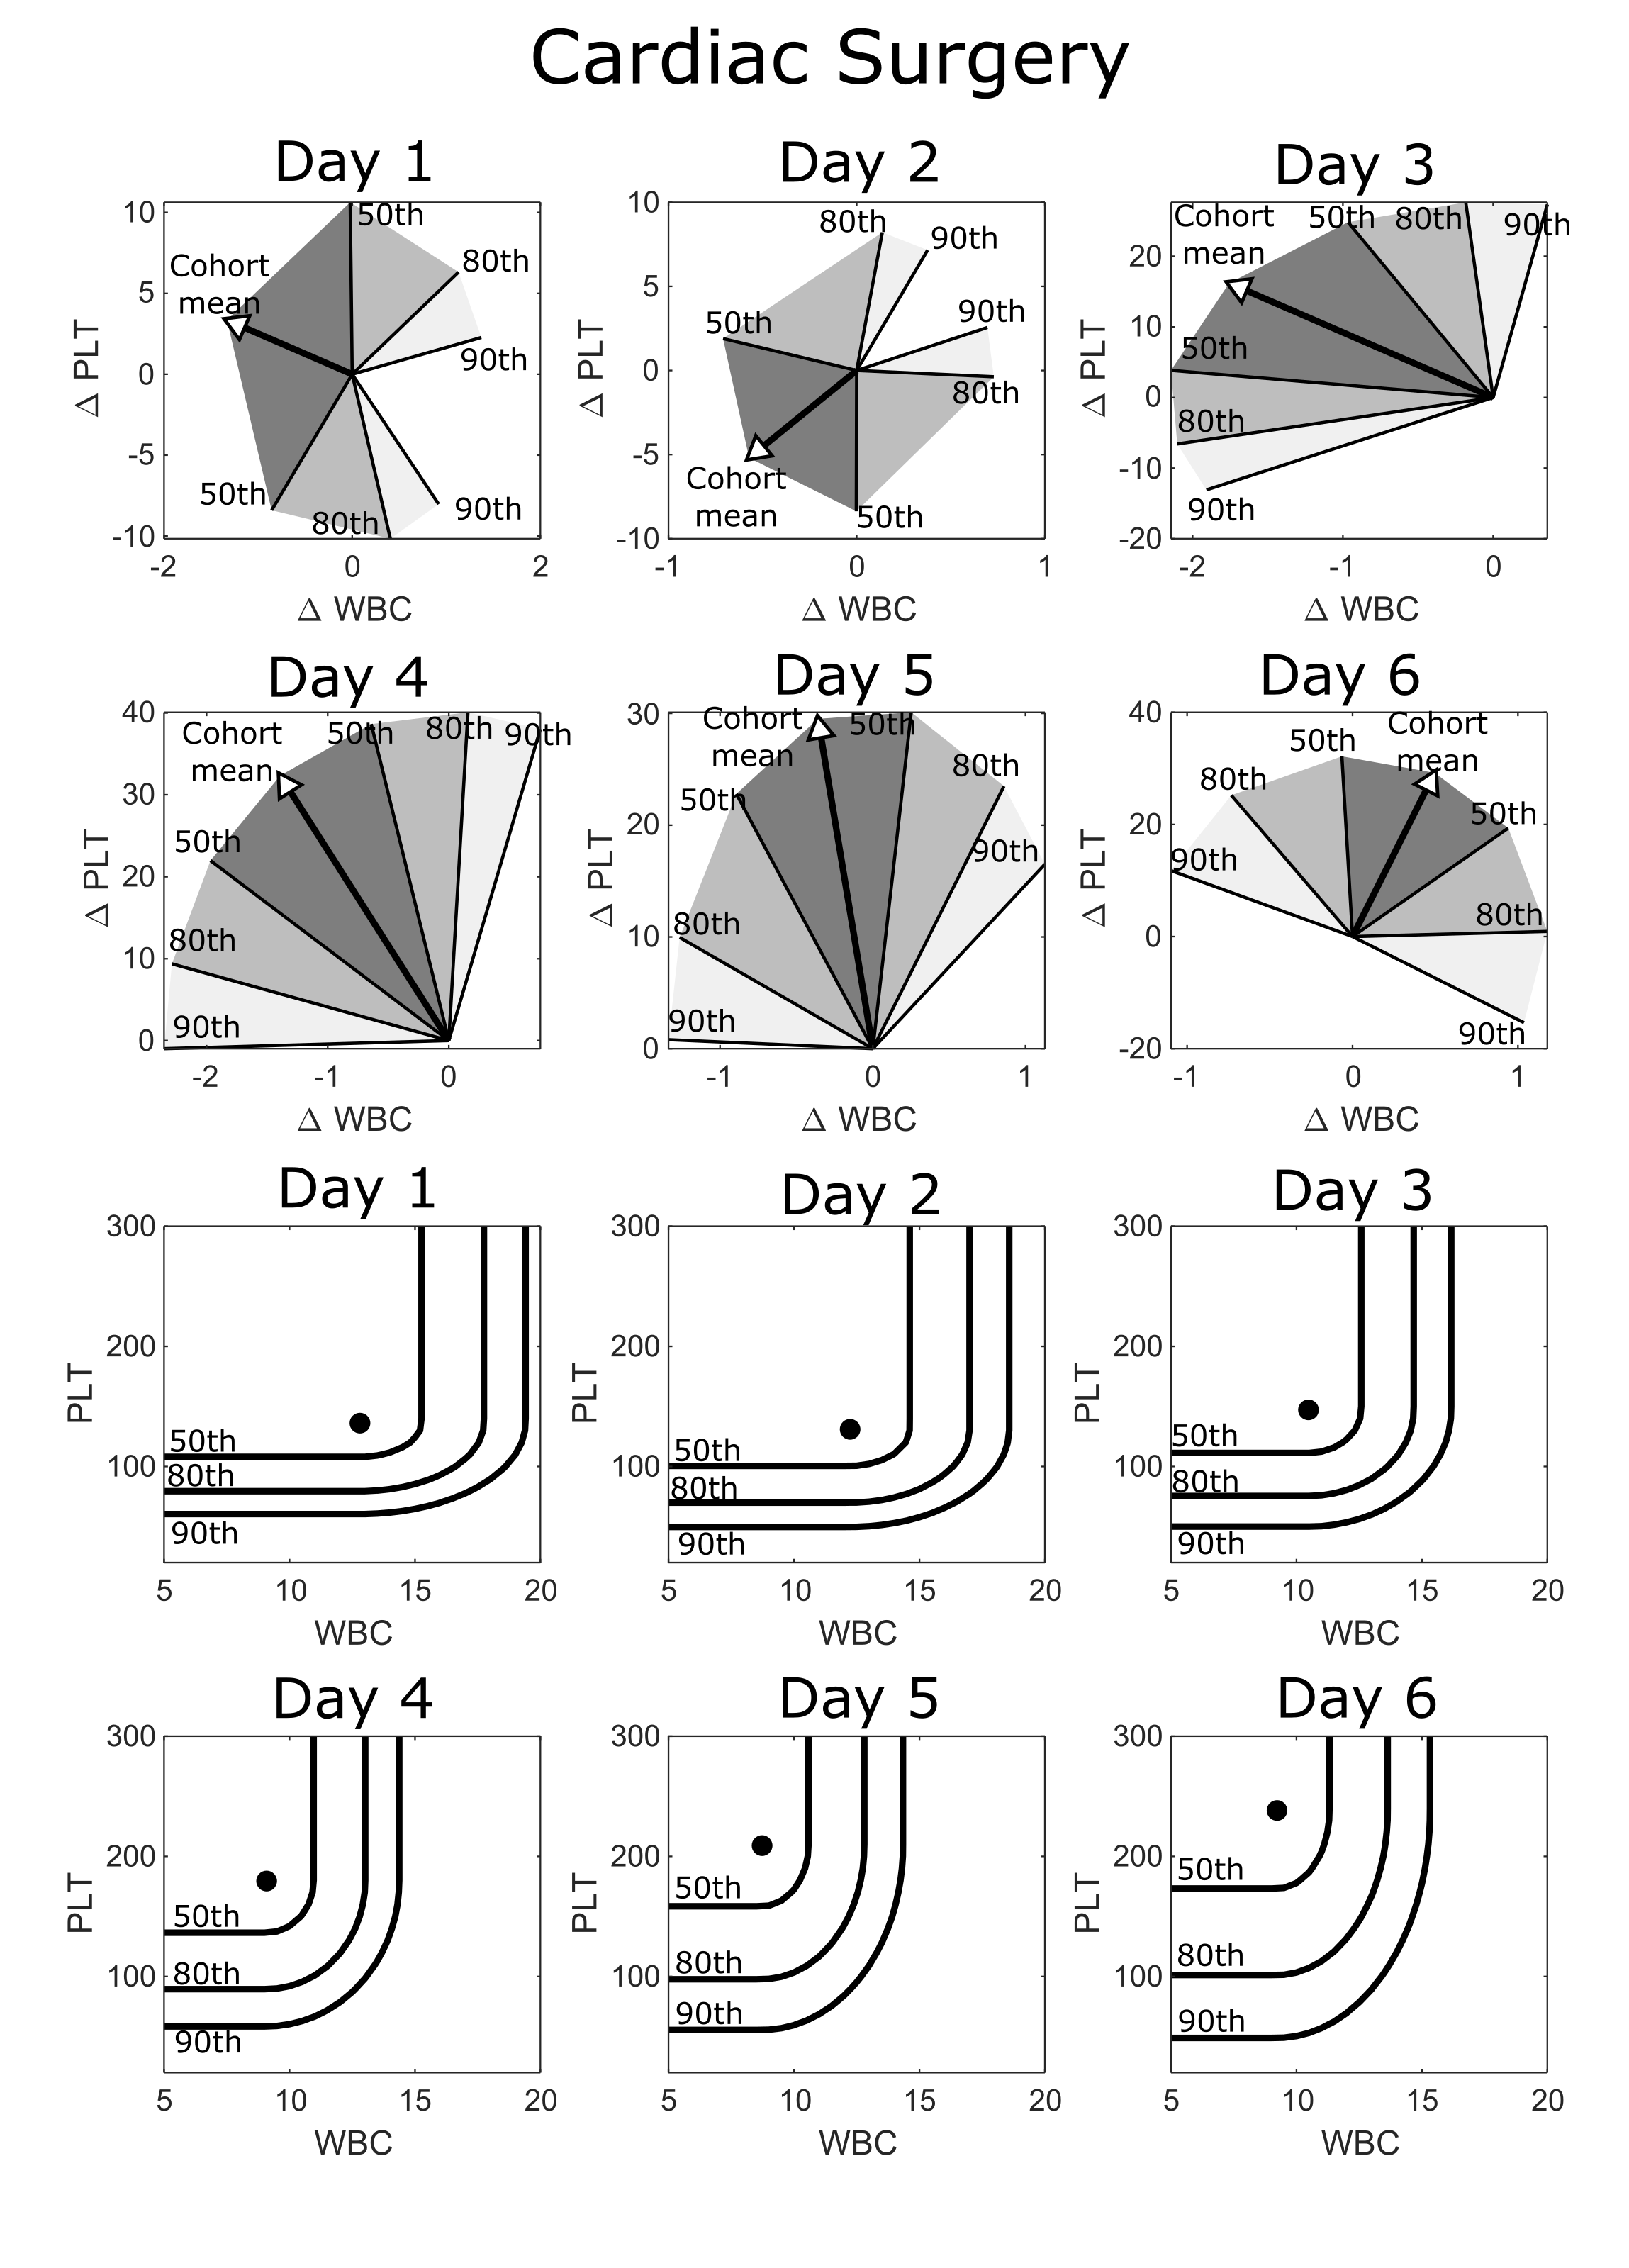 Cardiac Surgery
Day 1
Day 2
Day 3
10
5
0
-5
-10
-2
0
2
Δ PLT
Δ WBC
Cohort
mean
50th
80th
90th
50th
80th
90th
10
5
0
-5
-10
-1
0
1
Δ PLT
Δ WBC
80th
90th
50th
90th
80th
Cohort
mean
50th
20
10
0
-10
-20
-2
-1
0
Δ PLT
Δ WBC
Cohort
mean
50th
80th
90th
50th
80th
90th
Day 4
Day 5
Day 6
40
30
20
10
0
-2
-1
0
Δ PLT
Δ WBC
Cohort
mean
50th
80th
90th
50th
80th
90th
30
20
10
0
-1
0
1
Δ PLT
Δ WBC
Cohort
mean
50th
80th
50th
90th
80th
90th
40
20
0
-20
-1
0
1
Δ PLT
Δ WBC
Cohort
mean
50th
80th
50th
90th
80th
90th
Day 1
Day 2
Day 3
300
200
100
5
10
15
20
PLT
WBC
50th
80th
90th
300
200
100
5
10
15
20
PLT
WBC
50th
80th
90th
300
200
100
5
10
15
20
PLT
WBC
50th
80th
90th
Day 4
Day 5
Day 6
300
200
100
5
10
15
20
PLT
WBC
50th
80th
90th
300
200
100
5
10
15
20
PLT
WBC
50th
80th
90th
300
200
100
5
10
15
20
PLT
WBC
50th
80th
90th